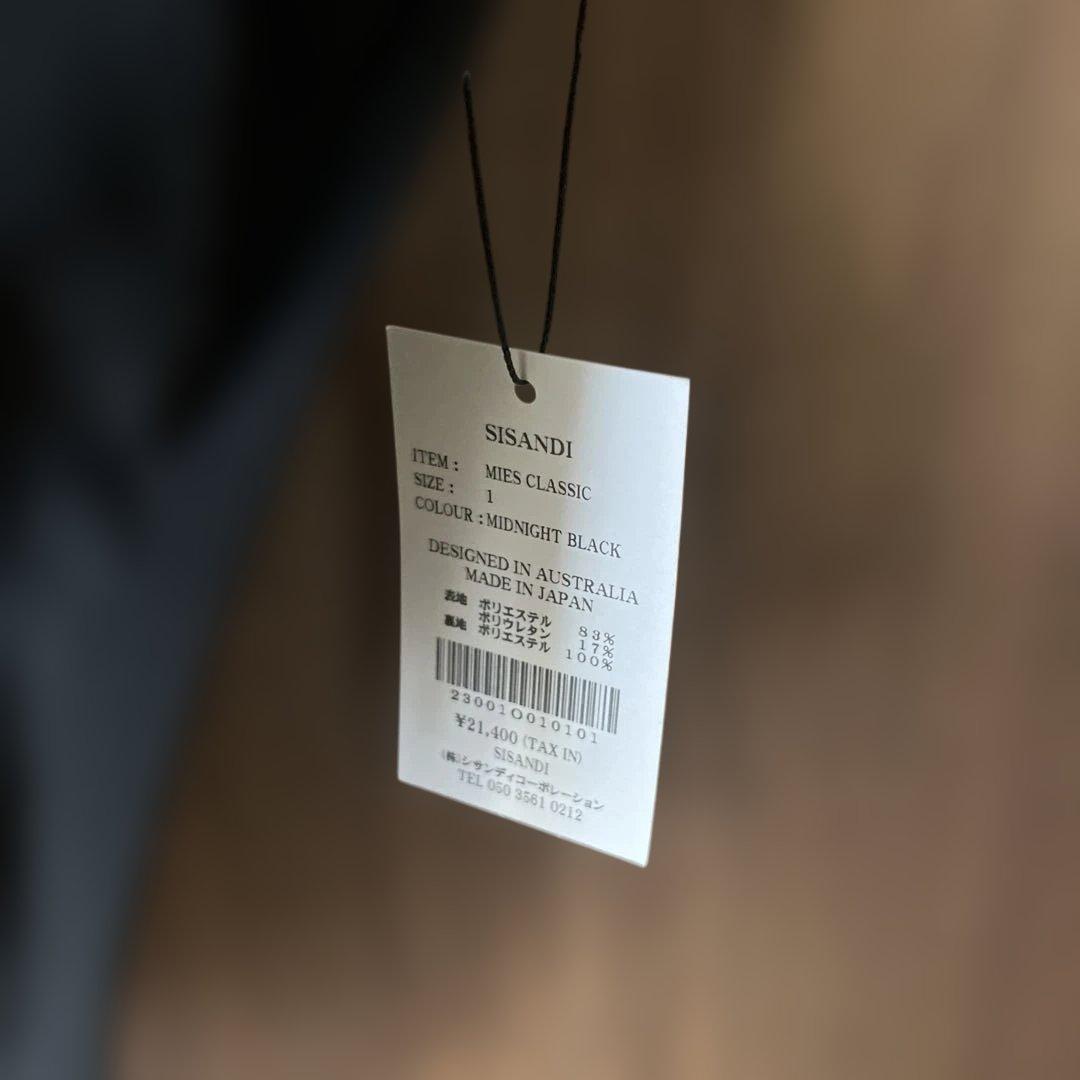 SISANDI
ITEM : MIES CLASSIC
SIZE : 1
COLOUR : MIDNIGHT BLACK
DESIGNED IN AUSTRALIA
MADE IN JAPAN
表地 ポリエステル 83%
ポリウレタン 17%
裏地 ポリエステル 100%
23001O010101
¥21,400 (TAX IN)
SISANDI
(株)シサンディコーポレーション
TEL 050 3561 0212